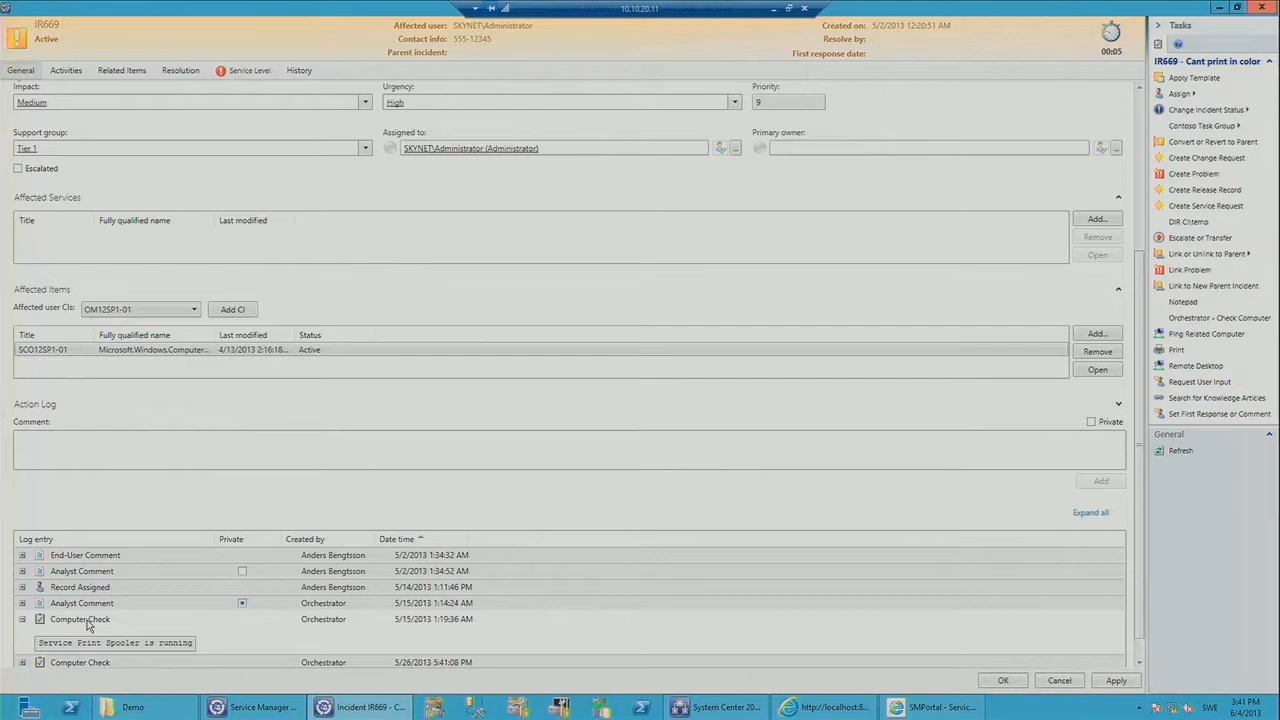 10.10.20.11
IR669
Active
Affected user: SKYNET\Administrator
Contact info: 555-12345
Parent incident:
Created on: 5/2/2013 12:20:51 AM
Resolve by:
First response date:
00:05
General Activities Related Items Resolution Service Level History
Impact: Urgency: Priority:
Medium High 9
Support group: Assigned to: Primary owner:
Tier 1 SKYNET\Administrator (Administrator) ... ...
Escalated
Affected Services
Title Fully qualified name Last modified
Add...
Remove
Open
Affected Items
Affected user CIs: OM12SP1-01 Add CI
Title Fully qualified name Last modified Status
SCO12SP1-01 Microsoft.Windows.Computer... 4/13/2013 2:16:18... Active
Add...
Remove
Open
Action Log
Comment: Private
Add
Expand all
Log entry Private Created by Date time
End-User Comment Anders Bengtsson 5/2/2013 1:34:32 AM
Analyst Comment Anders Bengtsson 5/2/2013 1:34:52 AM
Record Assigned Anders Bengtsson 5/14/2013 1:11:46 PM
Analyst Comment Orchestrator 5/15/2013 1:14:24 AM
Computer Check Orchestrator 5/15/2013 1:19:36 AM
Service Print Spooler is running
Computer Check Orchestrator 5/26/2013 5:41:08 PM
OK Cancel Apply
Tasks
IR669 - Cant print in color
Apply Template
Assign
Change Incident Status
Contoso Task Group
Convert or Revert to Parent
Create Change Request
Create Problem
Create Release Record
Create Service Request
DIR C:\temp
Escalate or Transfer
Link or Unlink to Parent
Link Problem
Link to New Parent Incident
Notepad
Orchestrator - Check Computer
Ping Related Computer
Print
Remote Desktop
Request User Input
Search for Knowledge Articles
Set First Response or Comment
General
Refresh
Demo Service Manager ... Incident IR669 - C... System Center 20... http://localhost:8... SMPortal - Servic... SWE 3:41 PM
6/4/2013